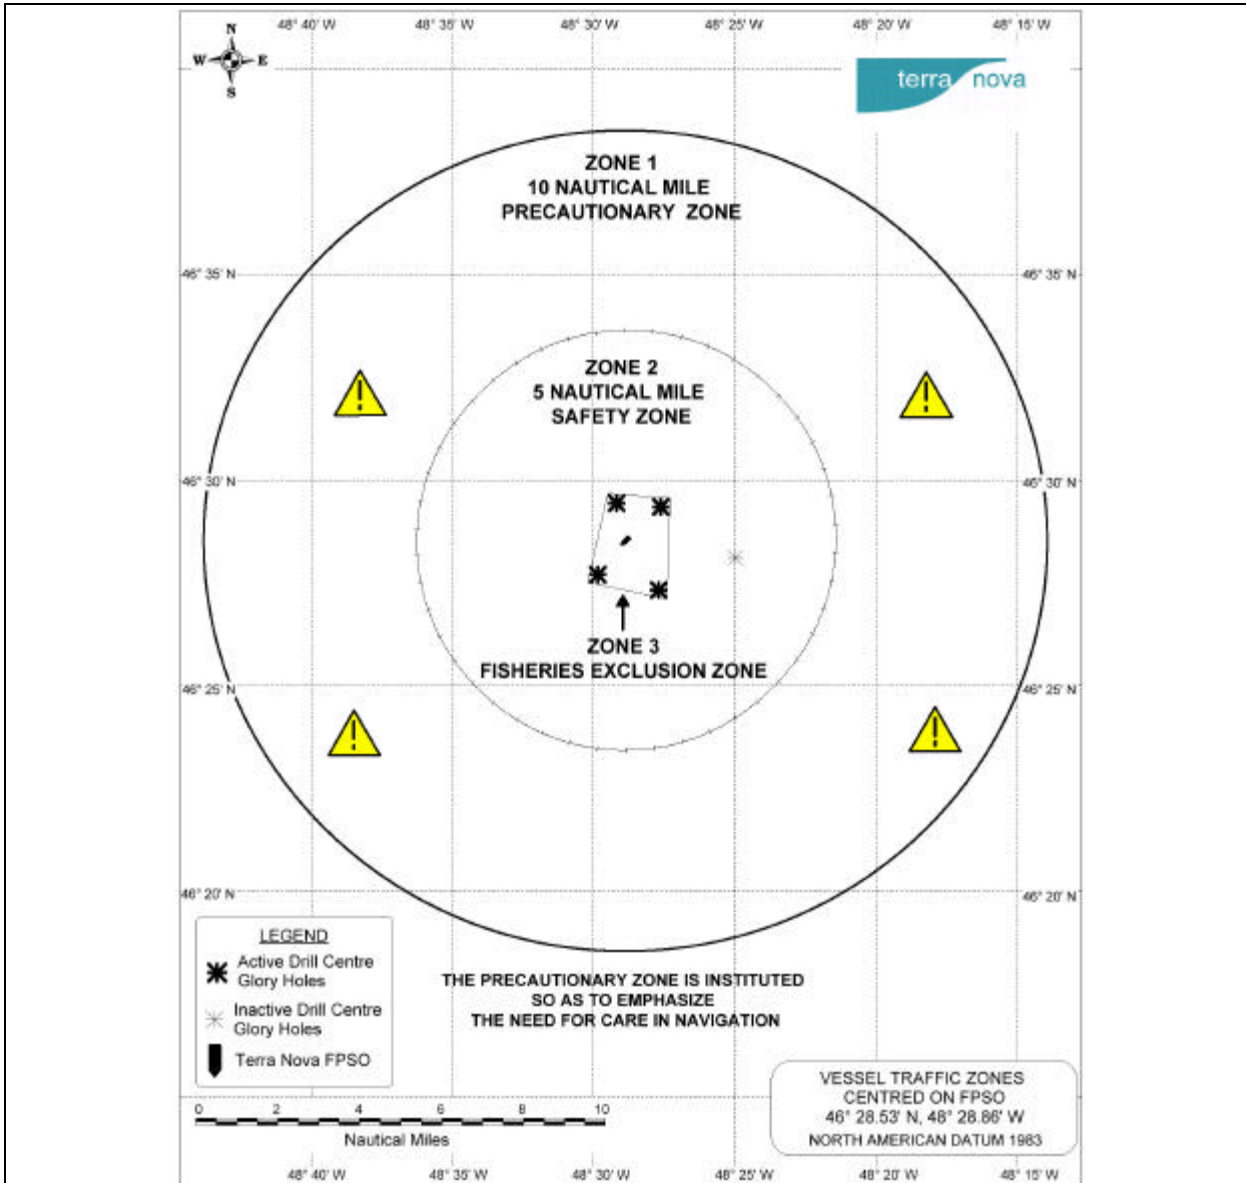 48° 40' W 48° 35' W 48° 30' W 48° 25' W 48° 20' W 48° 15' W
N
W E
S
terra nova
ZONE 1
10 NAUTICAL MILE
PRECAUTIONARY ZONE
46° 35' N 46° 35' N
ZONE 2
5 NAUTICAL MILE
SAFETY ZONE
46° 30' N 46° 30' N
ZONE 3
FISHERIES EXCLUSION ZONE
46° 25' N 46° 25' N
46° 20' N 46° 20' N
LEGEND
Active Drill Centre
Glory Holes
Inactive Drill Centre
Glory Holes
Terra Nova FPSO
THE PRECAUTIONARY ZONE IS INSTITUTED
SO AS TO EMPHASIZE
THE NEED FOR CARE IN NAVIGATION
0 2 4 6 8 10
Nautical Miles
VESSEL TRAFFIC ZONES
CENTRED ON FPSO
46° 28.53' N, 48° 28.86' W
NORTH AMERICAN DATUM 1983
48° 40' W 48° 35' W 48° 30' W 48° 25' W 48° 20' W 48° 15' W